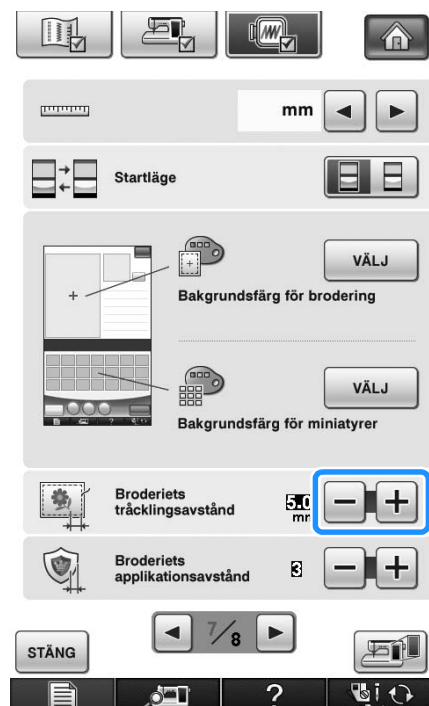 mm
Startläge
VÄLJ
Bakgrundsfärg för brodering
VÄLJ
Bakgrundsfärg för miniatyrer
Broderiets
tråcklingsavstånd
5.0
mm
Broderiets
applikationsavstånd
3
STÄNG
7/8
?